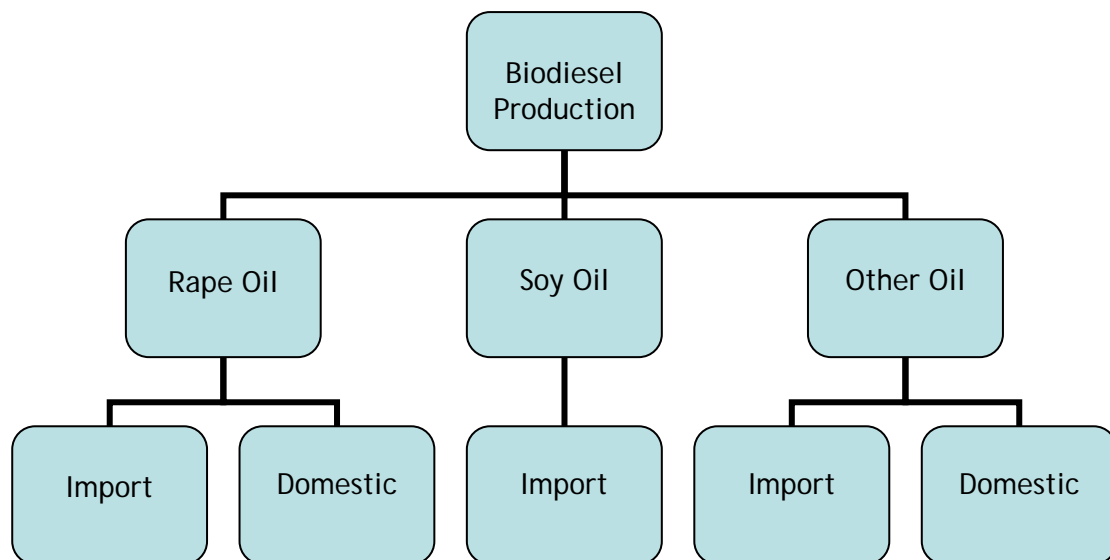 Biodiesel
Production
Rape Oil
Soy Oil
Other Oil
Import
Domestic
Import
Import
Domestic